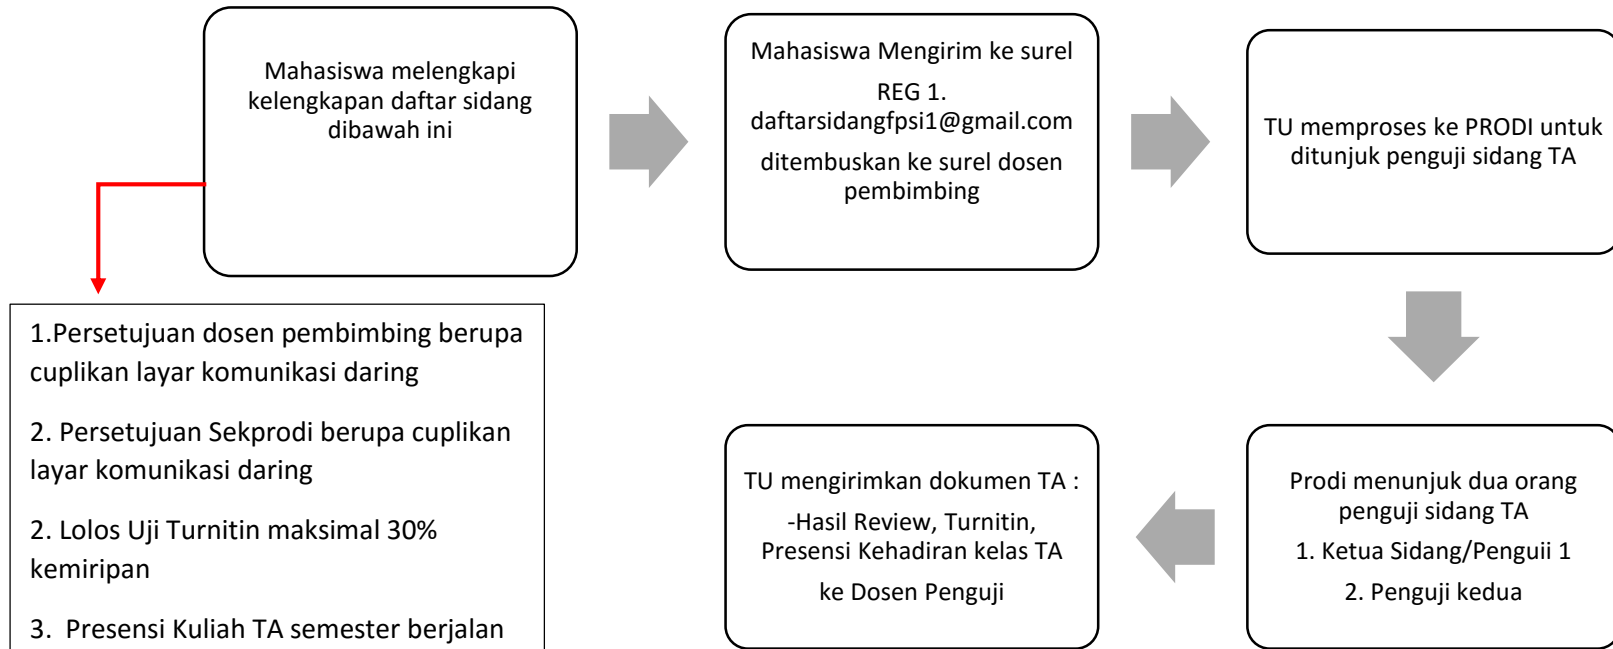 Mahasiswa melengkapi
kelengkapan daftar sidang
dibawah ini
Mahasiswa Mengirim ke surel
REG 1.
daftarsidangfpsi1@gmail.com
ditembuskan ke surel dosen
pembimbing
TU memproses ke PRODI untuk
ditunjuk penguji sidang TA
1.Persetujuan dosen pembimbing berupa
cuplikan layar komunikasi daring
2. Persetujuan Sekprodi berupa cuplikan
layar komunikasi daring
2. Lolos Uji Turnitin maksimal 30%
kemiripan
3. Presensi Kuliah TA semester berjalan
Prodi menunjuk dua orang
penguji sidang TA
1. Ketua Sidang/Penguii 1
2. Penguji kedua
TU mengirimkan dokumen TA :
-Hasil Review, Turnitin,
Presensi Kehadiran kelas TA
ke Dosen Penguji